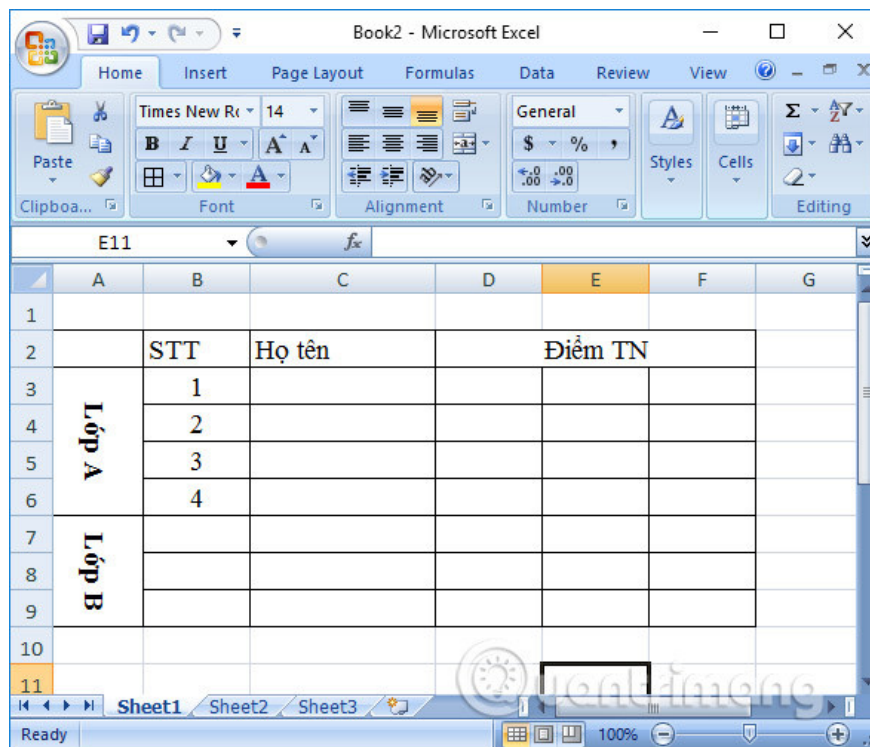 Book2 - Microsoft Excel
Home Insert Page Layout Formulas Data Review View
Times New Ro 14 General
B I U A A $ % ,
Paste Styles Cells
Clipboa... Font Alignment Number Editing
E11 fx
A B C D E F G
1
2 STT Họ tên Điểm TN
3 1
4 2
Lớp A
5 3
6 4
7
8
Lớp B
9
10
11
Quantrimang
Sheet1 Sheet2 Sheet3
Ready 100%